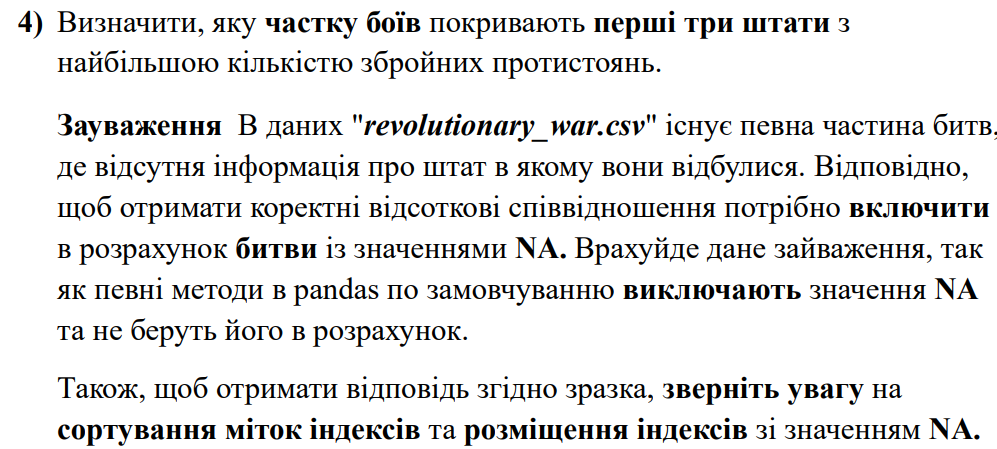 4) Визначити, яку частку боїв покривають перші три штати з
найбільшою кількістю збройних протистоянь.
Зауваження В даних "revolutionary_war.csv" існує певна частина битв,
де відсутня інформація про штат в якому вони відбулися. Відповідно,
щоб отримати коректні відсоткові співвідношення потрібно включити
в розрахунок битви із значеннями NA. Врахуйде дане зайваження, так
як певні методи в pandas по замовчуванню виключають значення NA
та не беруть його в розрахунок.
Також, щоб отримати відповідь згідно зразка, зверніть увагу на
сортування міток індексів та розміщення індексів зі значенням NA.